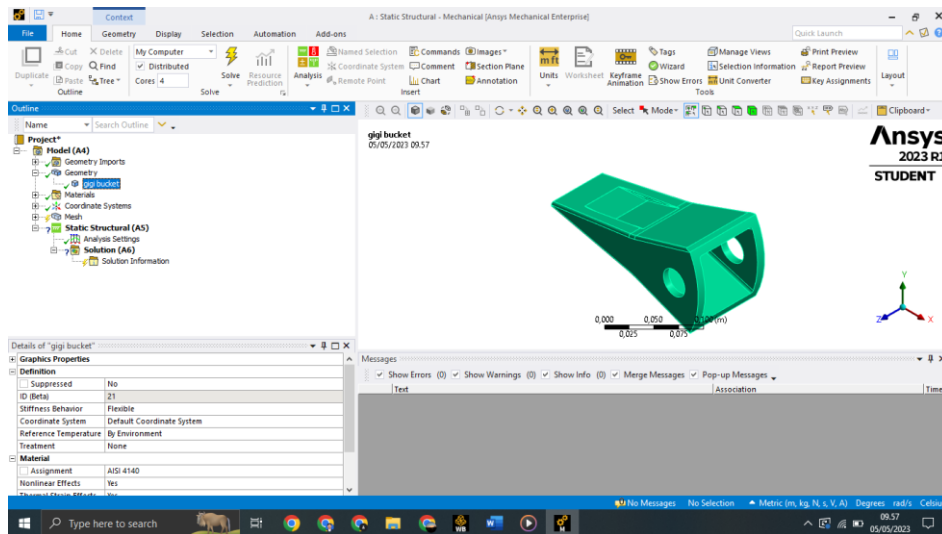 Context
A : Static Structural - Mechanical [Ansys Mechanical Enterprise]
File Home Geometry Display Selection Automation Add-ons
Quick Launch
Duplicate
Cut
Delete
Copy
Find
Paste
Tree
Outline
My Computer
Distributed
Cores 4
Solve
Resource Prediction
Solve
Analysis
Named Selection
Coordinate System
Remote Point
Commands
Comment
Chart
Images
Section Plane
Annotation
Insert
Units
Worksheet
Keyframe Animation
Tags
Wizard
Show Errors
Manage Views
Selection Information
Unit Converter
Print Preview
Report Preview
Key Assignments
Tools
Layout
Outline
Name Search Outline
Project*
Model (A4)
Geometry Imports
Geometry
gigi bucket
Materials
Coordinate Systems
Mesh
Static Structural (A5)
Analysis Settings
Solution (A6)
Solution Information
Select Mode Clipboard
gigi bucket
05/05/2023 09.57
Ansys
2023 R1
STUDENT
Y
Z X
0,000 0,050 0,100 (m)
0,025 0,075
Details of "gigi bucket"
Graphics Properties
Definition
Suppressed No
ID (Beta) 21
Stiffness Behavior Flexible
Coordinate System Default Coordinate System
Reference Temperature By Environment
Treatment None
Material
Assignment AISI 4140
Nonlinear Effects Yes
Thermal Strain Effects Yes
Messages
Show Errors (0) Show Warnings (0) Show Info (0) Merge Messages Pop-up Messages
Text Association Time
No Messages No Selection Metric (m, kg, N, s, V, A) Degrees rad/s Celsi
Type here to search
WB
M
09.57
05/05/2023